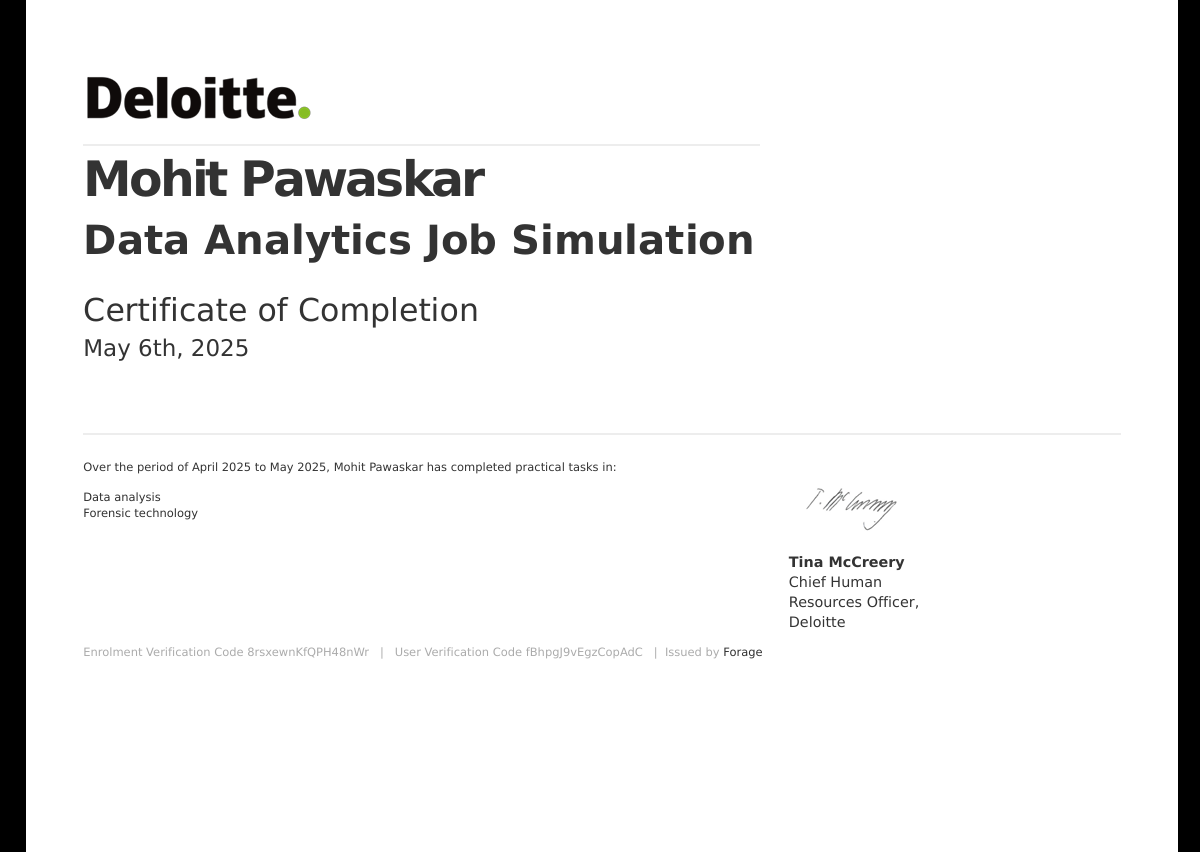 Deloitte.
Mohit Pawaskar
Data Analytics Job Simulation
Certificate of Completion
May 6th, 2025
Over the period of April 2025 to May 2025, Mohit Pawaskar has completed practical tasks in:
Data analysis
Forensic technology
T. McCreery
Tina McCreery
Chief Human
Resources Officer,
Deloitte
Enrolment Verification Code 8rsxewnKfQPH48nWr | User Verification Code fBhpgJ9vEgzCopAdC | Issued by Forage